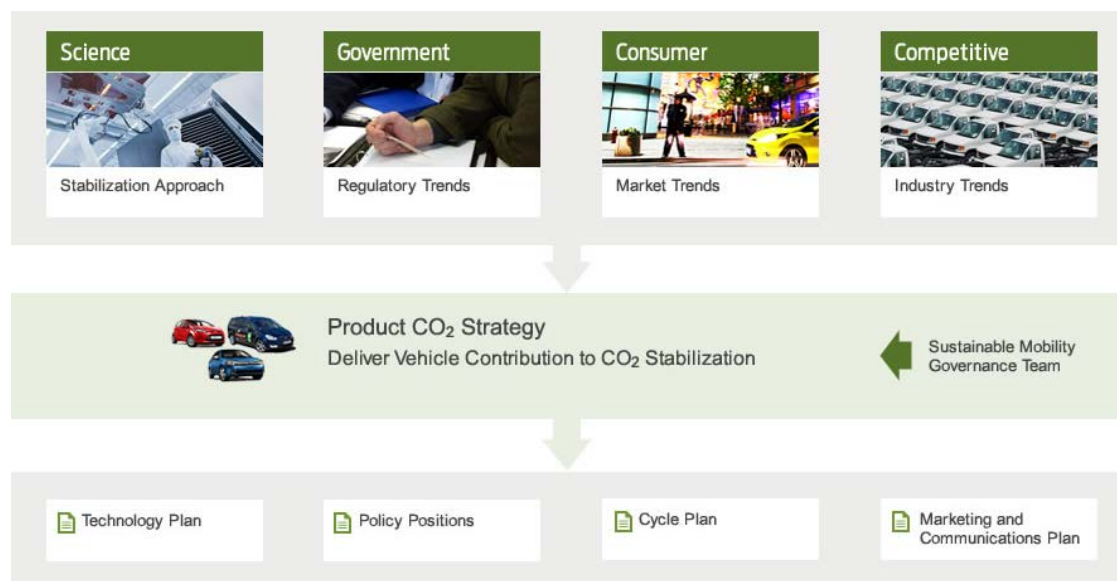 Science
Government
Consumer
Competitive
Stabilization Approach
Regulatory Trends
Market Trends
Industry Trends
Product CO₂ Strategy
Deliver Vehicle Contribution to CO₂ Stabilization
Sustainable Mobility
Governance Team
Technology Plan
Policy Positions
Cycle Plan
Marketing and
Communications Plan